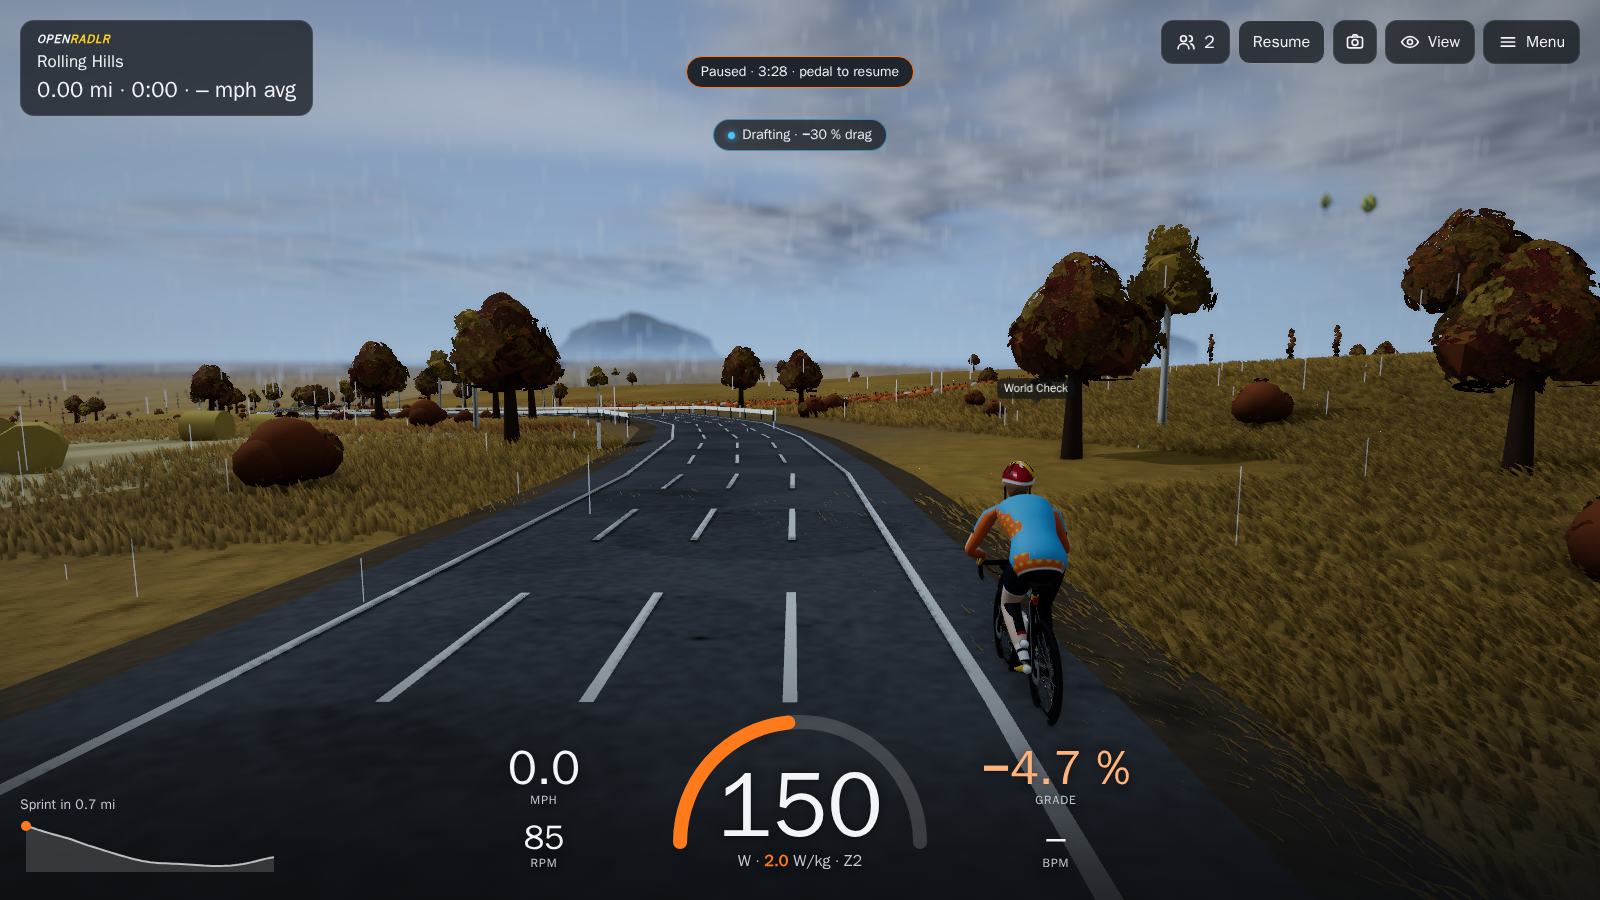 OPENRADLR
Rolling Hills
0.00 mi · 0:00 · – mph avg
Paused · 3:28 · pedal to resume
Drafting · −30 % drag
2
Resume
View
Menu
World Check
Sprint in 0.7 mi
0.0
MPH
85
RPM
150
W · 2.0 W/kg · Z2
−4.7 %
GRADE
–
BPM